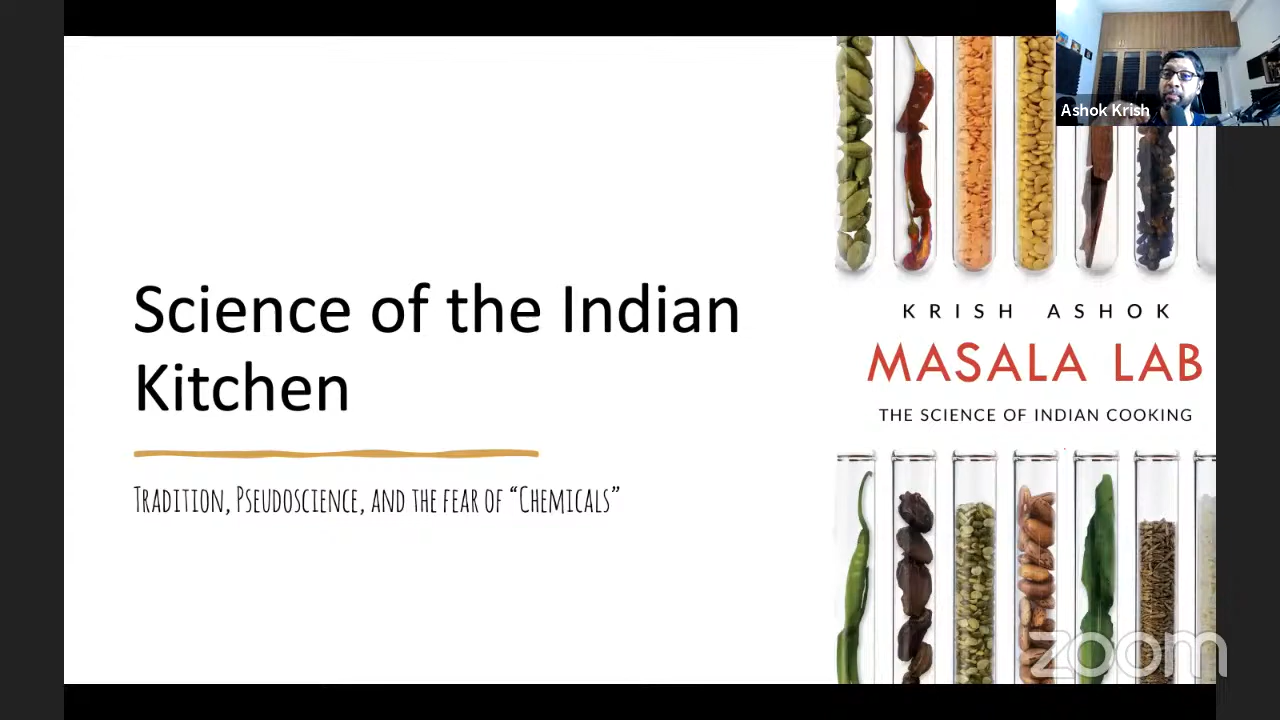 Ashok Krish
Science of the Indian
Kitchen
Tradition, Pseudoscience, and the fear of “Chemicals”
KRISH ASHOK
MASALA LAB
THE SCIENCE OF INDIAN COOKING
zoom